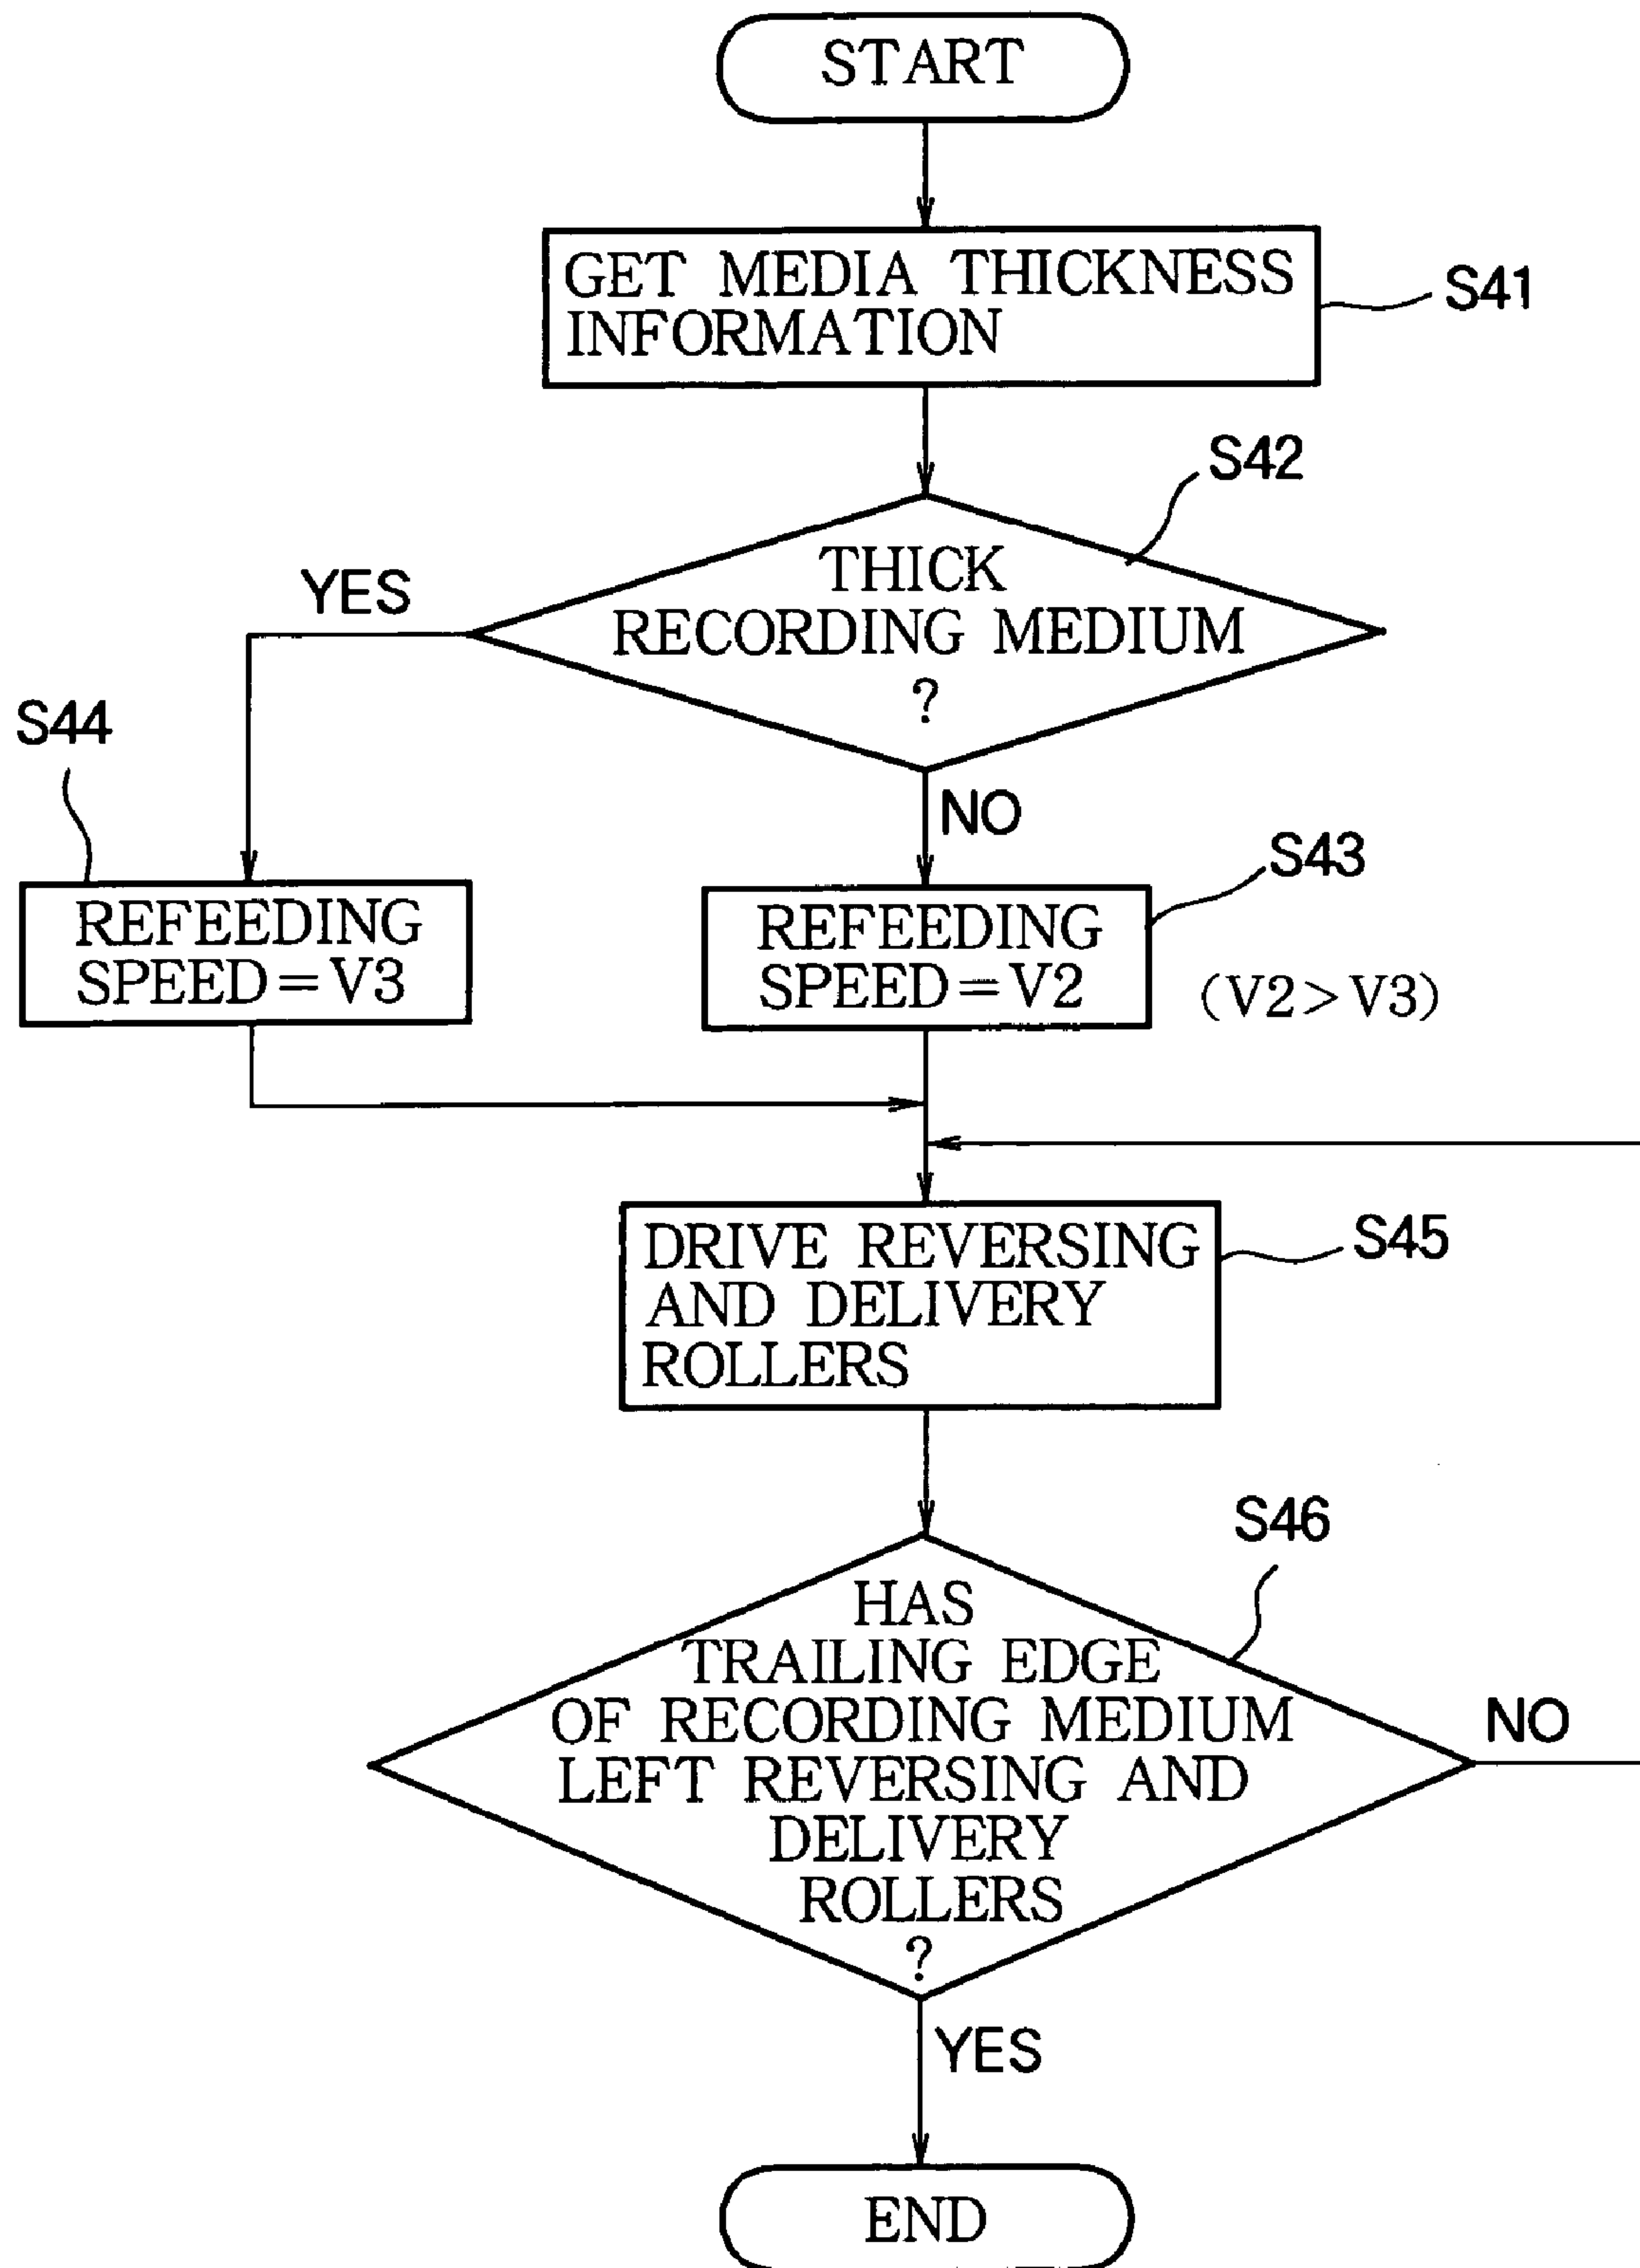 START
GET MEDIA THICKNESS
INFORMATION
S41
S42
THICK
RECORDING MEDIUM
?
YES
NO
S44
REFEEDING
SPEED=V3
S43
REFEEDING
SPEED=V2
(V2>V3)
DRIVE REVERSING
AND DELIVERY
ROLLERS
S45
S46
HAS
TRAILING EDGE
OF RECORDING MEDIUM
LEFT REVERSING AND
DELIVERY
ROLLERS
?
NO
YES
END